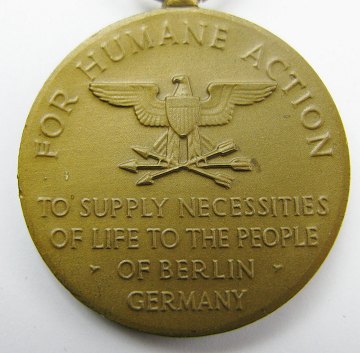 FOR HUMANE ACTION
TO SUPPLY NECESSITIES
OF LIFE TO THE PEOPLE
OF BERLIN
GERMANY